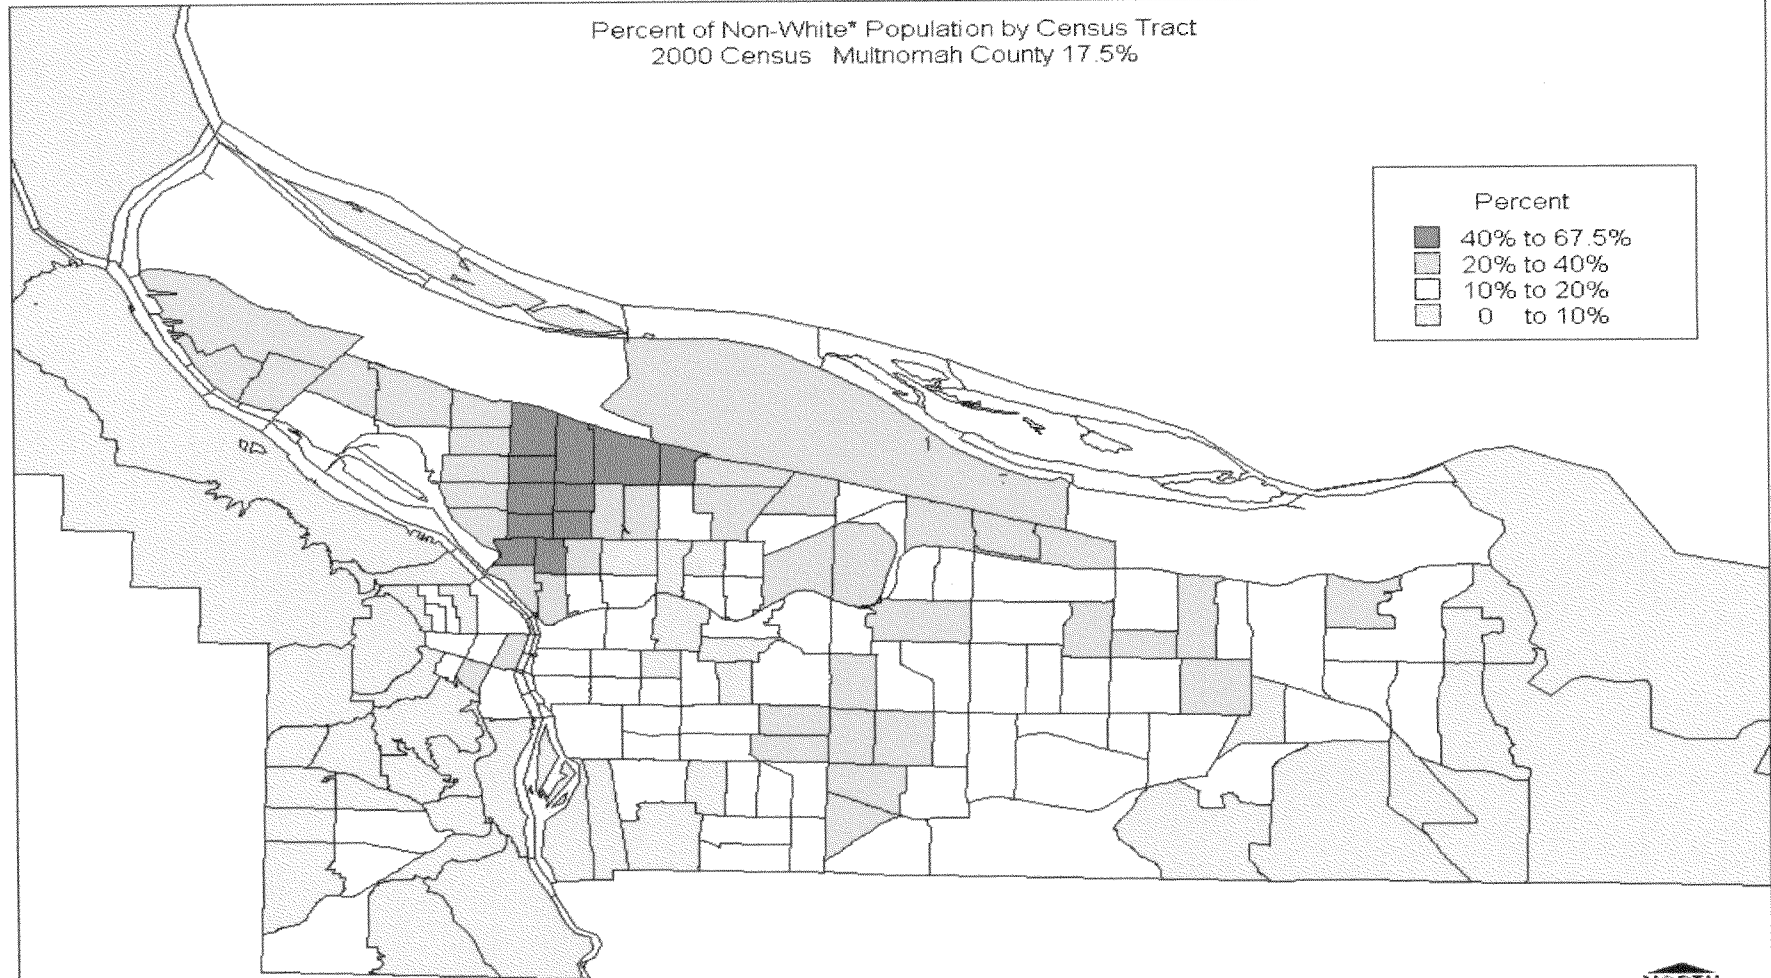 Percent of Non-White* Population by Census Tract
2000 Census Multnomah County 17.5%
Percent
40% to 67.5%
20% to 40%
10% to 20%
0 to 10%